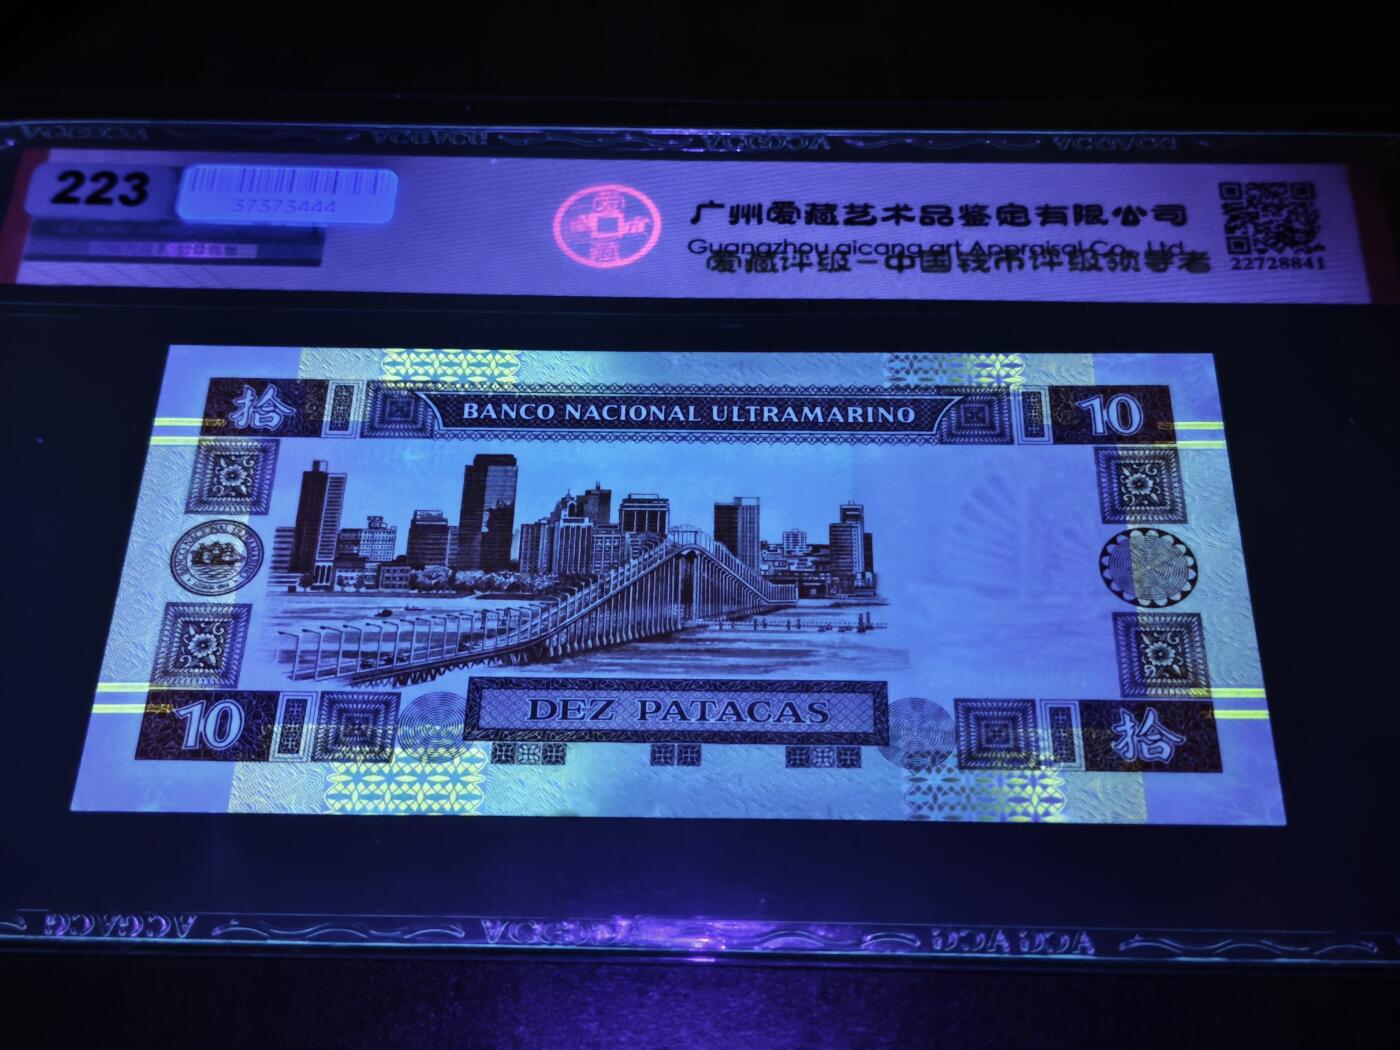 223
37373444
广州爱藏艺术品鉴定有限公司
Guangzhou aicang art Appraisal Co., Ltd.
爱藏评级一中国钱币评级领导者
22728841
拾
BANCO NACIONAL ULTRAMARINO
10
10
DEZ PATACAS
拾